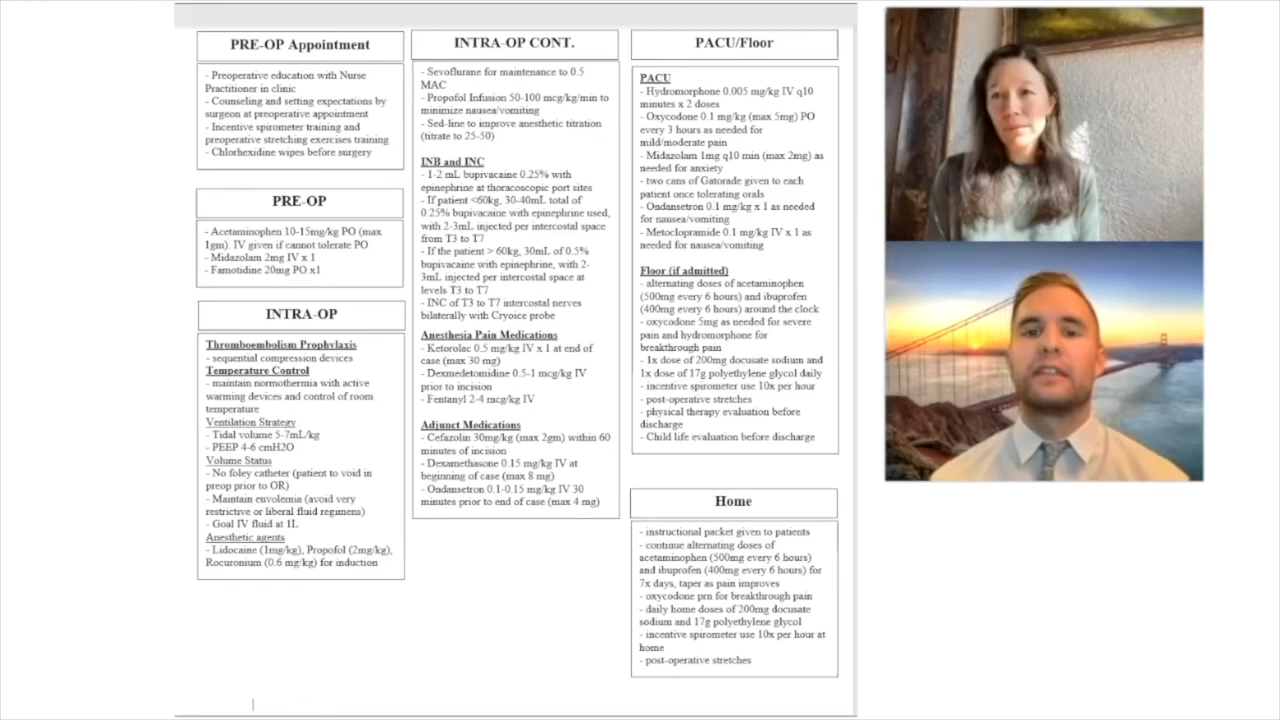 PRE-OP Appointment
- Preoperative education with Nurse
Practitioner in clinic
- Counseling and setting expectations by
surgeon at preoperative appointment
- Incentive spirometer training and
preoperative stretching exercises training
- Chlorhexidine wipes before surgery
PRE-OP
- Acetaminophen 10-15mg/kg PO (max
1gm). IV given if cannot tolerate PO
- Midazolam 2mg IV x 1
- Famotidine 20mg PO x1
INTRA-OP
Thromboembolism Prophylaxis
- sequential compression devices
Temperature Control
- maintain normothermia with active
warming devices and control of room
temperature
Ventilation Strategy
- Tidal volume 5-7mL/kg
- PEEP 4-6 cmH2O
Volume Status
- No foley catheter (patient to void in
preop prior to OR)
- Maintain euvolemia (avoid very
restrictive or liberal fluid regimens)
- Goal IV fluid at 1L
Anesthetic agents
- Lidocaine (1mg/kg), Propofol (2mg/kg),
Rocuronium (0.6 mg/kg) for induction
INTRA-OP CONT.
- Sevoflurane for maintenance to 0.5
MAC
- Propofol Infusion 50-100 mcg/kg/min to
minimize nausea/vomiting
- Sed-line to improve anesthetic titration
(titrate to 25-50)
INB and INC
- 1-2 mL bupivacaine 0.25% with
epinephrine at thoracoscopic port sites
- If patient <60kg, 30-40mL total of
0.25% bupivacaine with epinephrine used,
with 2-3mL injected per intercostal space
from T3 to T7
- If the patient > 60kg, 30mL of 0.5%
bupivacaine with epinephrine, with 2-
3mL injected per intercostal space at
levels T3 to T7
- INC of T3 to T7 intercostal nerves
bilaterally with Cryoice probe
Anesthesia Pain Medications
- Ketorolac 0.5 mg/kg IV x 1 at end of
case (max 30 mg)
- Dexmedetomidine 0.5-1 mcg/kg IV
prior to incision
- Fentanyl 2-4 mcg/kg IV
Adjunct Medications
- Cefazolin 30mg/kg (max 2gm) within 60
minutes of incision
- Dexamethasone 0.15 mg/kg IV at
beginning of case (max 8 mg)
- Ondansetron 0.1-0.15 mg/kg IV 30
minutes prior to end of case (max 4 mg)
PACU/Floor
PACU
- Hydromorphone 0.005 mg/kg IV q10
minutes x 2 doses
- Oxycodone 0.1 mg/kg (max 5mg) PO
every 3 hours as needed for
mild/moderate pain
- Midazolam 1mg q10 min (max 2mg) as
needed for anxiety
- two cans of Gatorade given to each
patient once tolerating orals
- Ondansetron 0.1 mg/kg x 1 as needed
for nausea/vomiting
- Metoclopramide 0.1 mg/kg IV x 1 as
needed for nausea/vomiting
Floor (if admitted)
- alternating doses of acetaminophen
(500mg every 6 hours) and ibuprofen
(400mg every 6 hours) around the clock
- oxycodone 5mg as needed for severe
pain and hydromorphone for
breakthrough pain
- 1x dose of 200mg docusate sodium and
1x dose of 17g polyethylene glycol daily
- incentive spirometer use 10x per hour
- post-operative stretches
- physical therapy evaluation before
discharge
- Child life evaluation before discharge
Home
- instructional packet given to patients
- continue alternating doses of
acetaminophen (500mg every 6 hours)
and ibuprofen (400mg every 6 hours) for
7x days, taper as pain improves
- oxycodone prn for breakthrough pain
- daily home doses of 200mg docusate
sodium and 17g polyethylene glycol
- incentive spirometer use 10x per hour at
home
- post-operative stretches